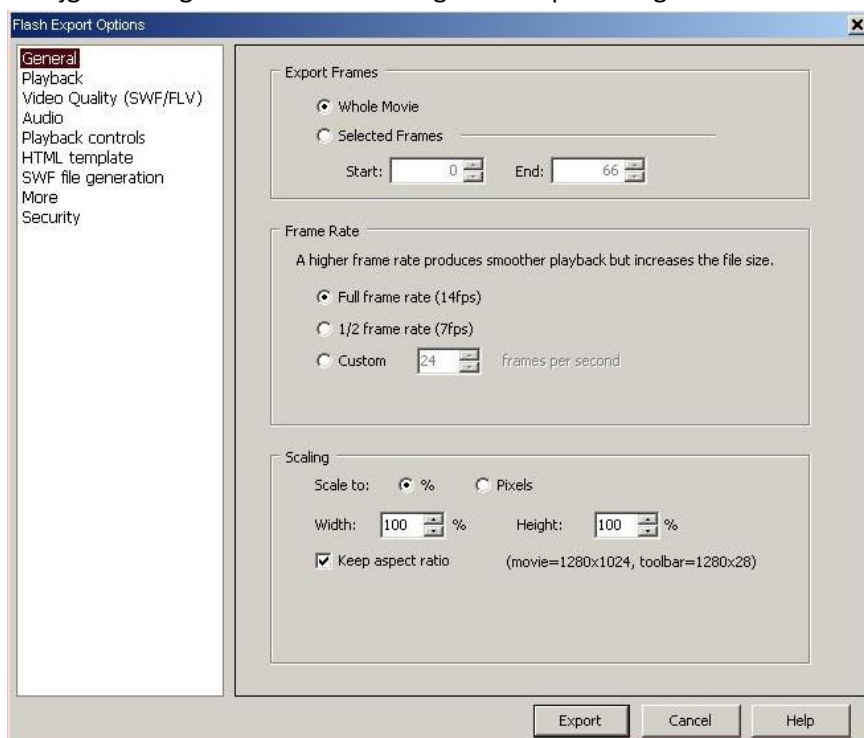 Flash Export Options
General
Playback
Video Quality (SWF/FLV)
Audio
Playback controls
HTML template
SWF file generation
More
Security
Export Frames
Whole Movie
Selected Frames
Start: 0 End: 66
Frame Rate
A higher frame rate produces smoother playback but increases the file size.
Full frame rate (14fps)
1/2 frame rate (7fps)
Custom 24 frames per second
Scaling
Scale to: % Pixels
Width: 100 % Height: 100 %
Keep aspect ratio (movie=1280x1024, toolbar=1280x28)
Export Cancel Help